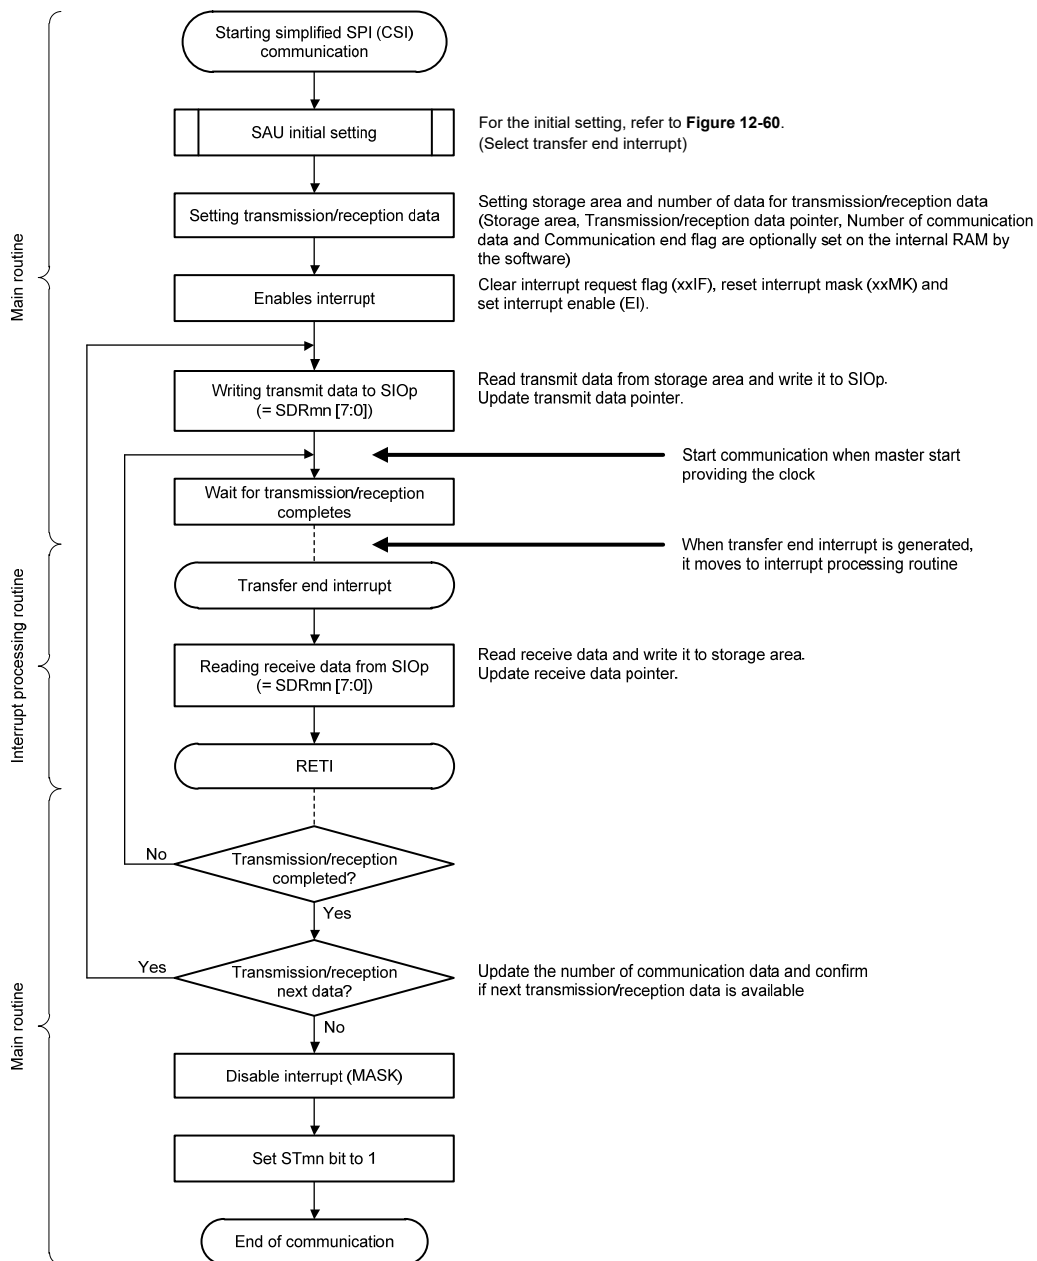 Starting simplified SPI (CSI)
communication
SAU initial setting
For the initial setting, refer to Figure 12-60.
(Select transfer end interrupt)
Setting transmission/reception data
Setting storage area and number of data for transmission/reception data
(Storage area, Transmission/reception data pointer, Number of communication
data and Communication end flag are optionally set on the internal RAM by
the software)
Main routine
Enables interrupt
Clear interrupt request flag (xxIF), reset interrupt mask (xxMK) and
set interrupt enable (EI).
Writing transmit data to SIOp
(= SDRmn [7:0])
Read transmit data from storage area and write it to SIOp.
Update transmit data pointer.
Start communication when master start
providing the clock
Wait for transmission/reception
completes
When transfer end interrupt is generated,
it moves to interrupt processing routine
Transfer end interrupt
Interrupt processing routine
Reading receive data from SIOp
(= SDRmn [7:0])
Read receive data and write it to storage area.
Update receive data pointer.
RETI
No
Transmission/reception
completed?
Yes
Yes
Transmission/reception
next data?
Update the number of communication data and confirm
if next transmission/reception data is available
No
Main routine
Disable interrupt (MASK)
Set STmn bit to 1
End of communication